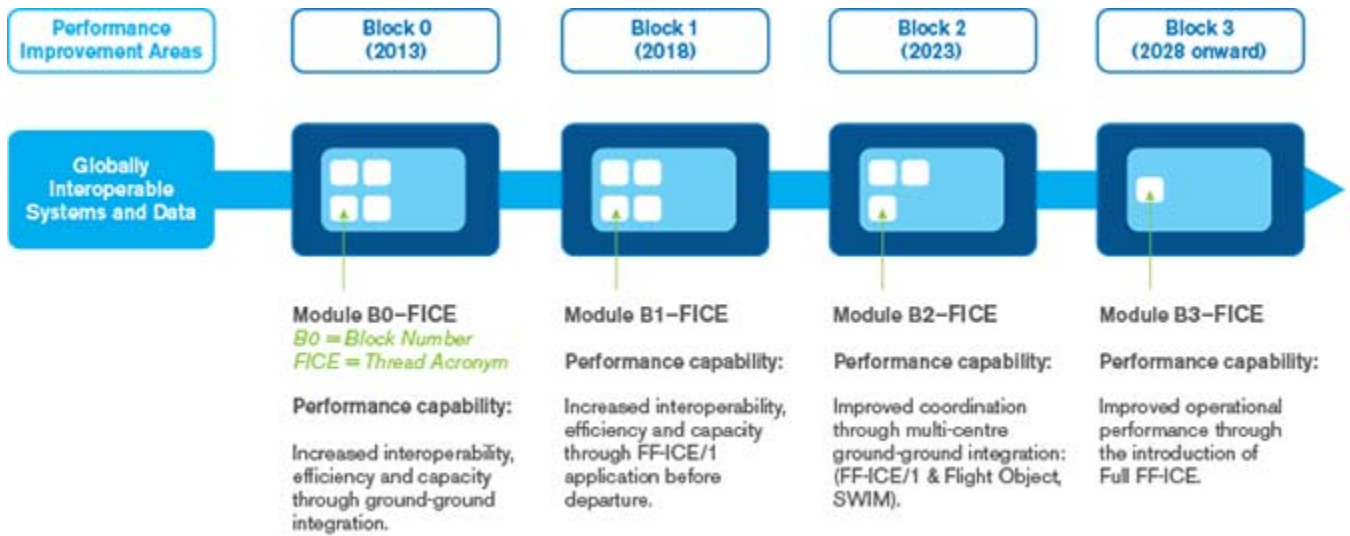 Performance
Improvement Areas
Block 0
(2013)
Block 1
(2018)
Block 2
(2023)
Block 3
(2028 onward)
Globally
Interoperable
Systems and Data
Module B0–FICE
B0 = Block Number
FICE = Thread Acronym
Performance capability:
Increased interoperability,
efficiency and capacity
through ground-ground
integration.
Module B1–FICE
Performance capability:
Increased interoperability,
efficiency and capacity
through FF-ICE/1
application before
departure.
Module B2–FICE
Performance capability:
Improved coordination
through multi-centre
ground-ground integration:
(FF-ICE/1 & Flight Object,
SWIM).
Module B3–FICE
Performance capability:
Improved operational
performance through
the introduction of
Full FF-ICE.